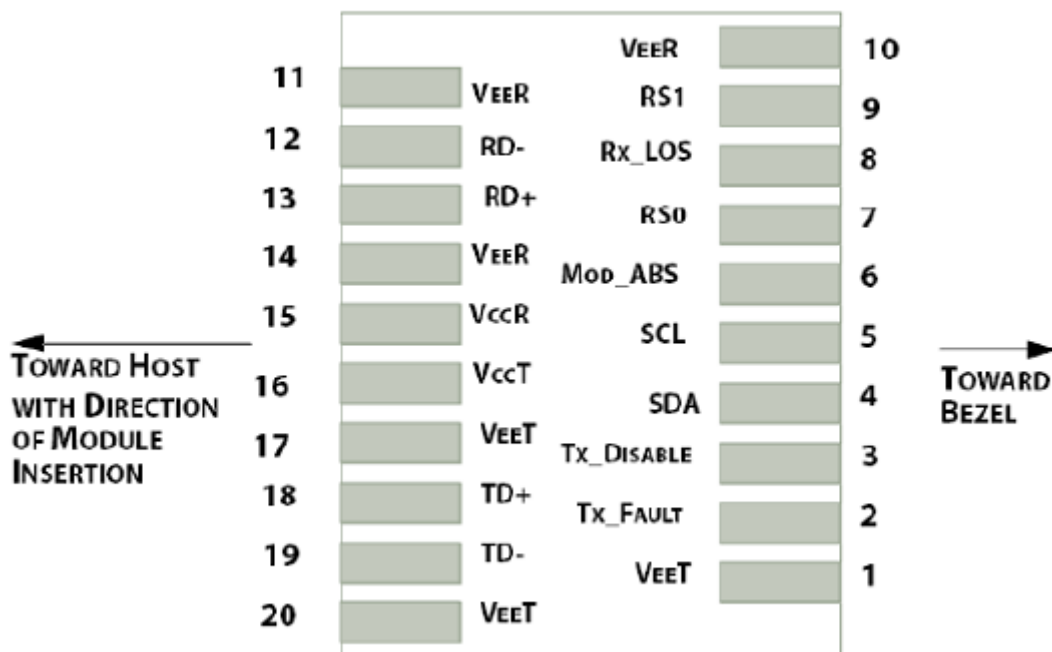 11 VEER
12 RD-
13 RD+
14 VEER
15 VCCR
16 VCCT
17 VEET
18 TD+
19 TD-
20 VEET
VEER 10
RS1 9
RX_LOS 8
RS0 7
MOD_ABS 6
SCL 5
SDA 4
TX_DISABLE 3
TX_FAULT 2
VEET 1
TOWARD HOST
WITH DIRECTION
OF MODULE
INSERTION
TOWARD
BEZEL